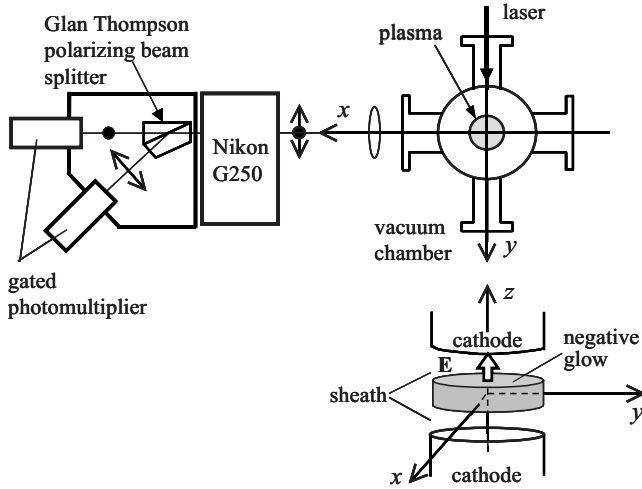 Glan Thompson
polarizing beam
splitter
laser
plasma
x
Nikon
G250
vacuum
chamber
y
gated
photomultiplier
z
cathode
negative
glow
E
sheath
y
x
cathode